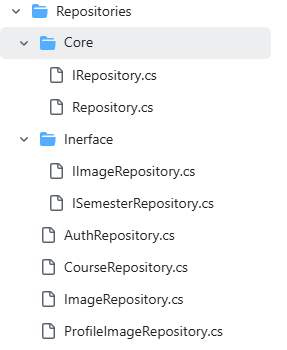 Repositories
Core
IRepository.cs
Repository.cs
Inerface
IImageRepository.cs
ISemesterRepository.cs
AuthRepository.cs
CourseRepository.cs
ImageRepository.cs
ProfileImageRepository.cs